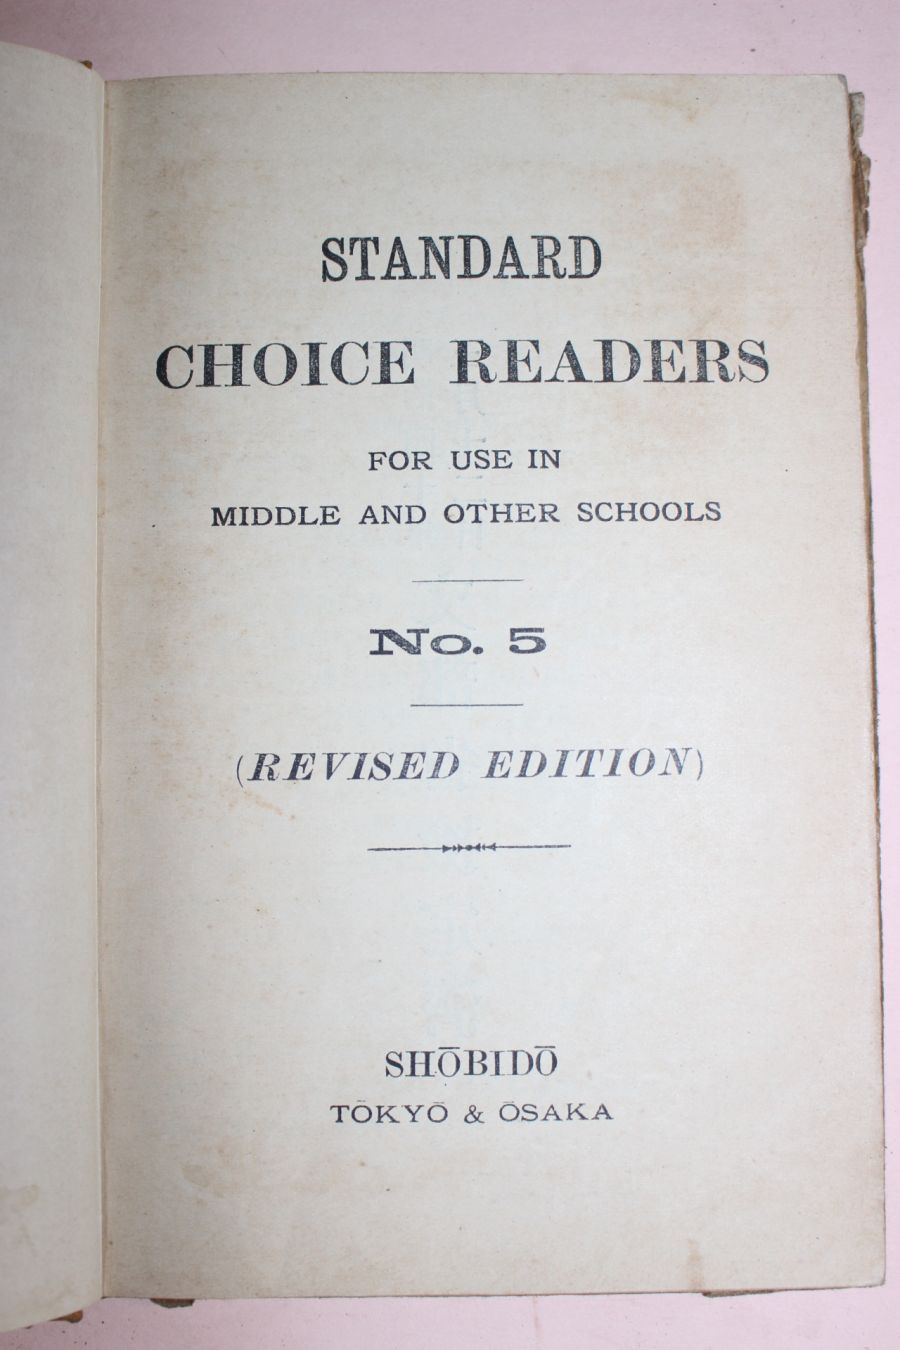 STANDARD
CHOICE READERS
FOR USE IN
MIDDLE AND OTHER SCHOOLS
No. 5
(REVISED EDITION)
SHŌBIDŌ
TŌKYŌ & ŌSAKA